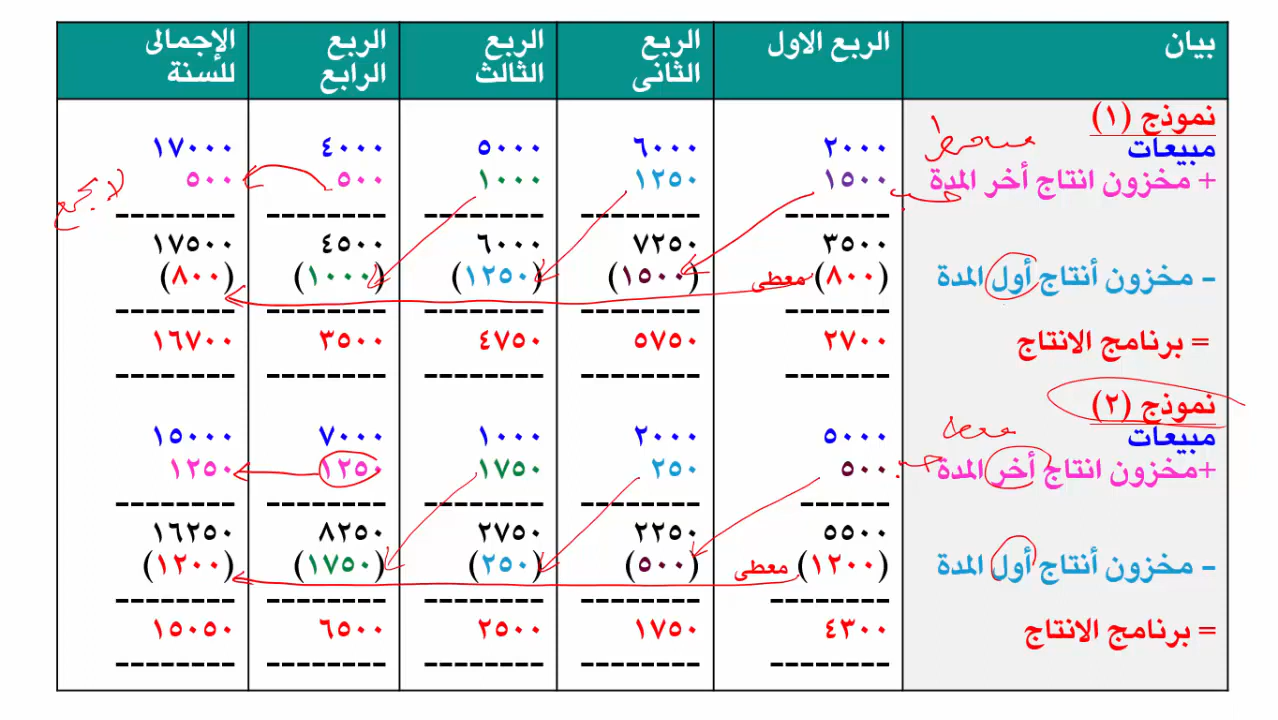 بيان الربع الاول الربع الثانى الربع الثالث الربع الرابع الإجمالى للسنة
نموذج (١)
مبيعات ٢٠٠٠ ٦٠٠٠ ٥٠٠٠ ٤٠٠٠ ١٧٠٠٠
+ مخزون انتاج أخر المدة ١٥٠٠ ١٢٥٠ ١٠٠٠ ٥٠٠ ٥٠٠
لا يجمع
٣٥٠٠ ٧٢٥٠ ٦٠٠٠ ٤٥٠٠ ١٧٥٠٠
- مخزون أنتاج أول المدة (٨٠٠) معطى (١٥٠٠) (١٢٥٠) (١٠٠٠) (٨٠٠)
= برنامج الانتاج ٢٧٠٠ ٥٧٥٠ ٤٧٥٠ ٣٥٠٠ ١٦٧٠٠
نموذج (٢)
مبيعات ٥٠٠٠ ٢٠٠٠ ١٠٠٠ ٧٠٠٠ ١٥٠٠٠
+مخزون انتاج أخر المدة ٥٠٠ ٢٥٠ ١٧٥٠ ١٢٥٠ ١٢٥٠
٥٥٠٠ ٢٢٥٠ ٢٧٥٠ ٨٢٥٠ ١٦٢٥٠
- مخزون أنتاج أول المدة (١٢٠٠) معطى (٥٠٠) (٢٥٠) (١٧٥٠) (١٢٠٠)
= برنامج الانتاج ٤٣٠٠ ١٧٥٠ ٢٥٠٠ ٦٥٠٠ ١٥٠٥٠